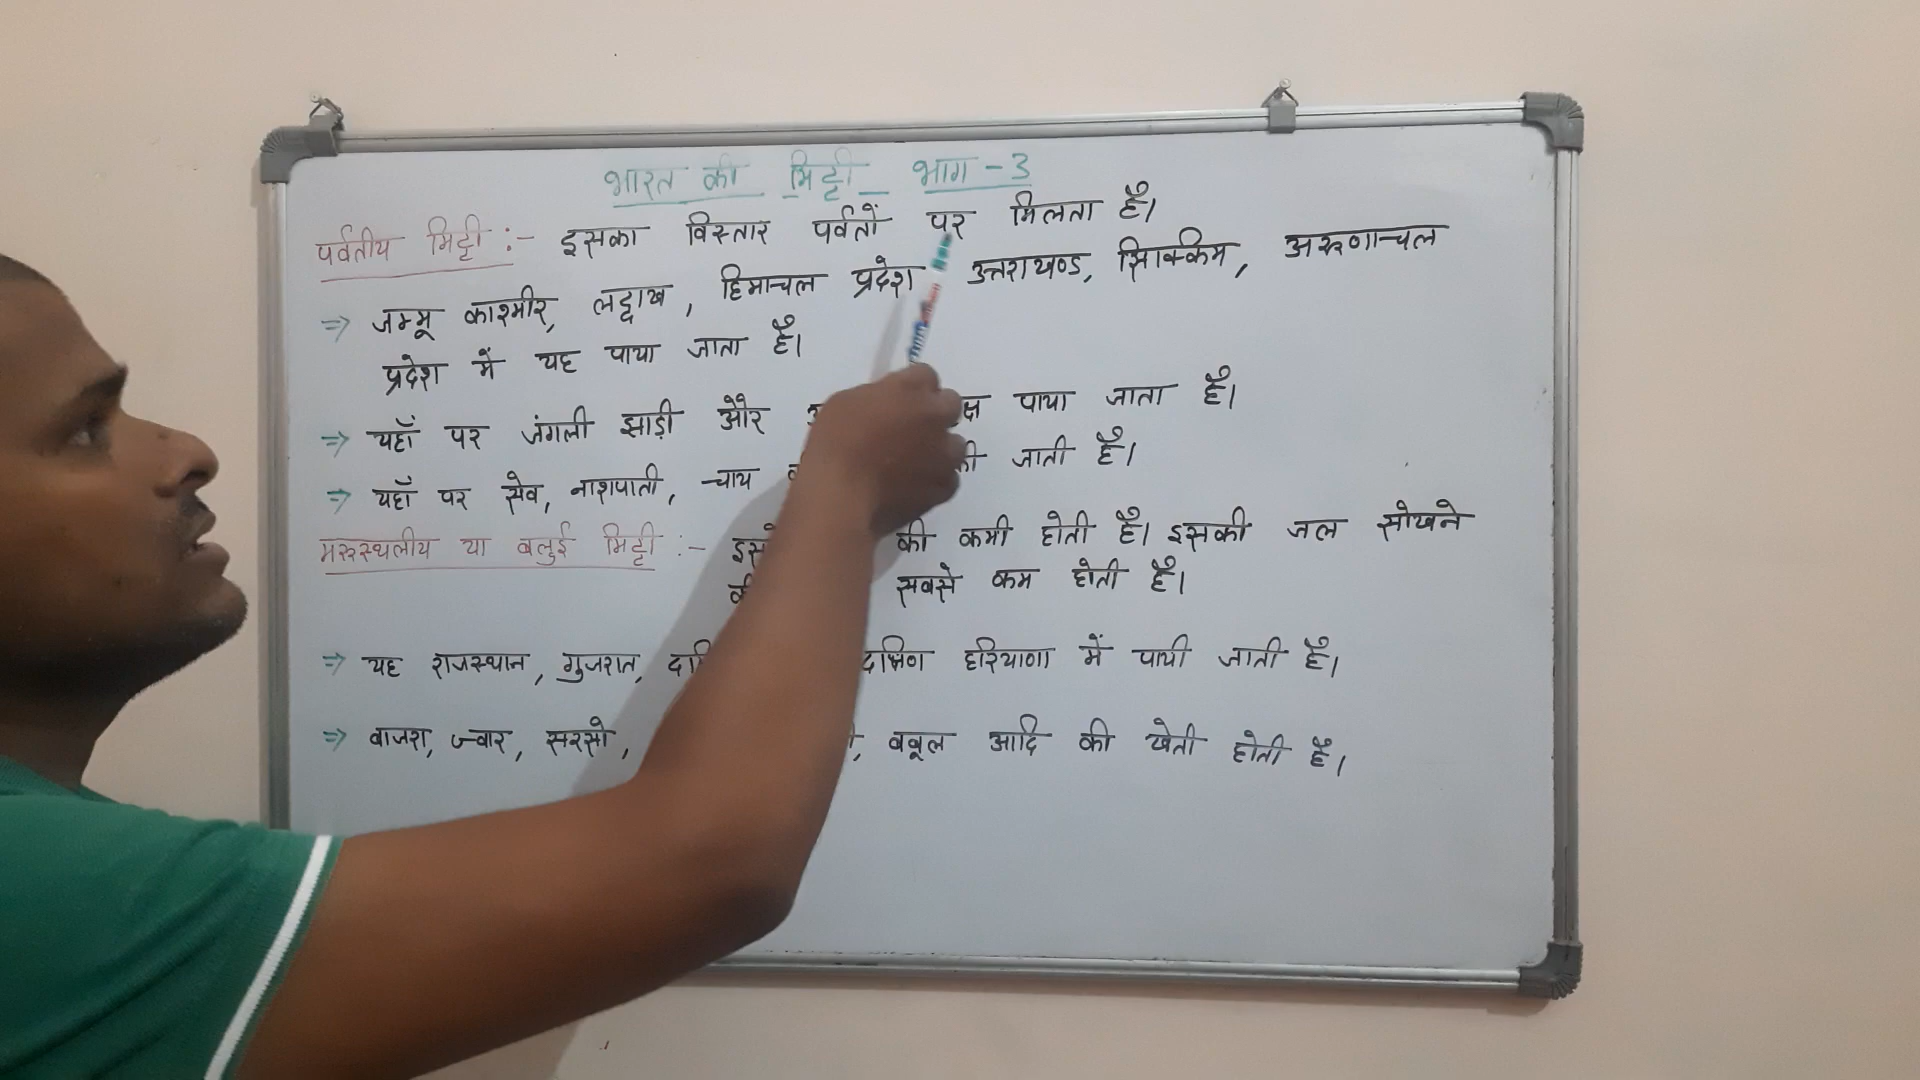 भारत की मिट्टी भाग - 3
पर्वतीय मिट्टी :- इसका विस्तार पर्वतों पर मिलता है।
⇒ जम्मू काश्मीर, लद्दाख, हिमाचल प्रदेश उत्तराखण्ड, सिक्किम, अरूणाचल
प्रदेश में यह पाया जाता है।
⇒ यहाँ पर जंगली झाड़ी और पाया जाता है।
⇒ यहाँ पर सेव, नाशपाती, चाय की जाती है।
मरूस्थलीय या बलुई मिट्टी :- की कमी होती है। इसकी जल सोखने
सबसे कम होती है।
⇒ यह राजस्थान, गुजरात, दक्षिण हरियाणा में पायी जाती है।
⇒ बाजरा, ज्वार, सरसो, बबूल आदि की खेती होती है।